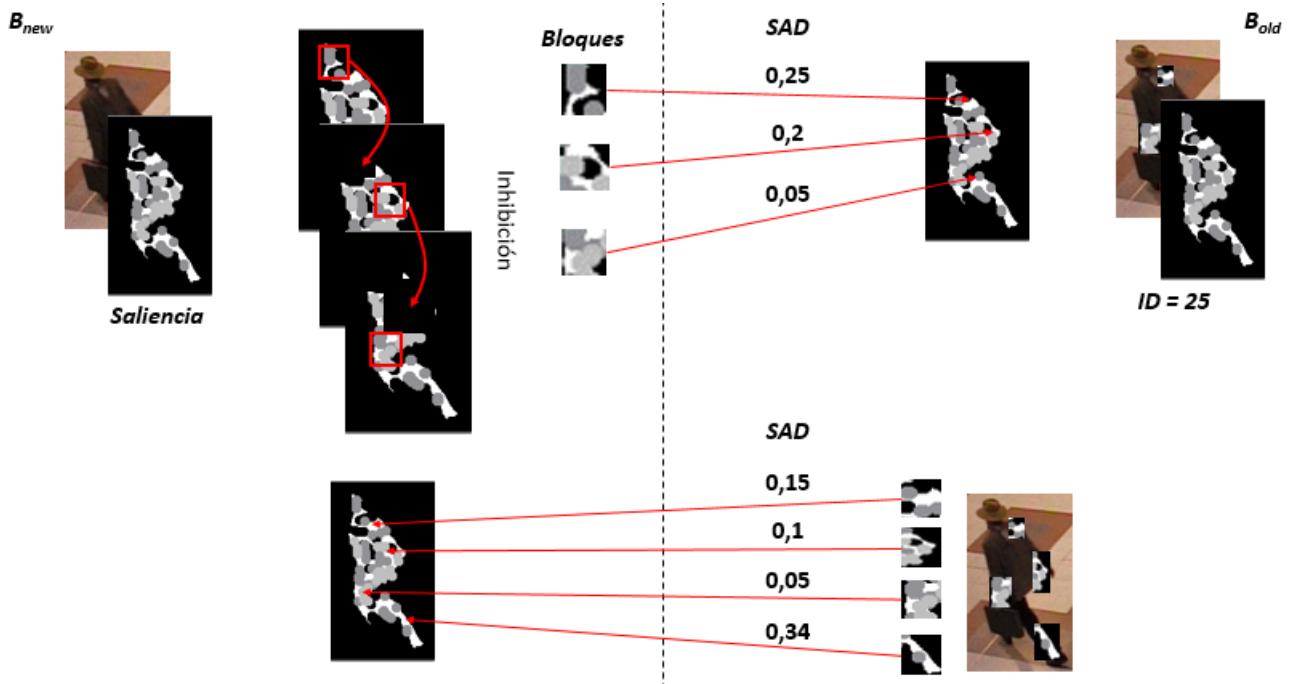 B_new
Saliencia
Bloques
Inhibición
SAD
0,25
0,2
0,05
B_old
ID = 25
SAD
0,15
0,1
0,05
0,34